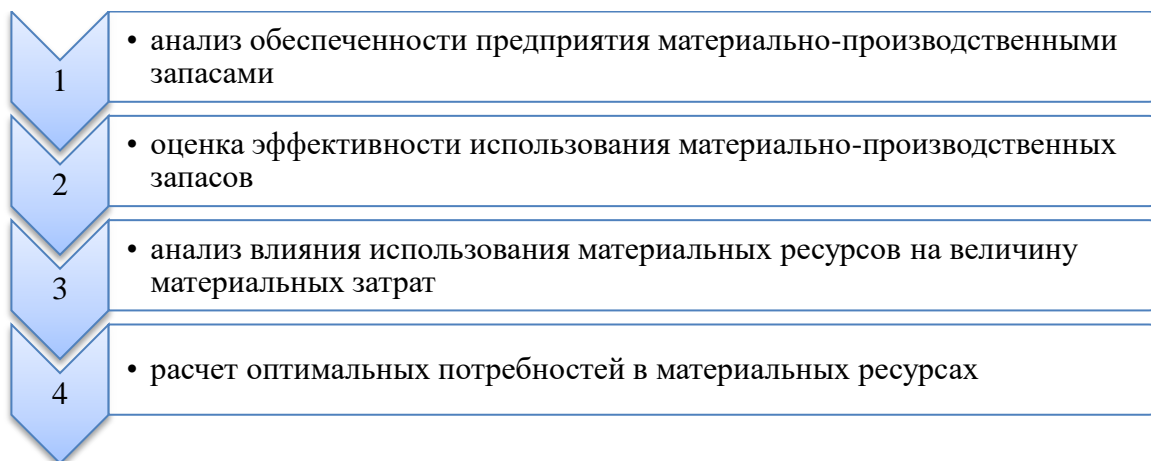 1
• анализ обеспеченности предприятия материально-производственными
запасами
2
• оценка эффективности использования материально-производственных
запасов
3
• анализ влияния использования материальных ресурсов на величину
материальных затрат
4
• расчет оптимальных потребностей в материальных ресурсах